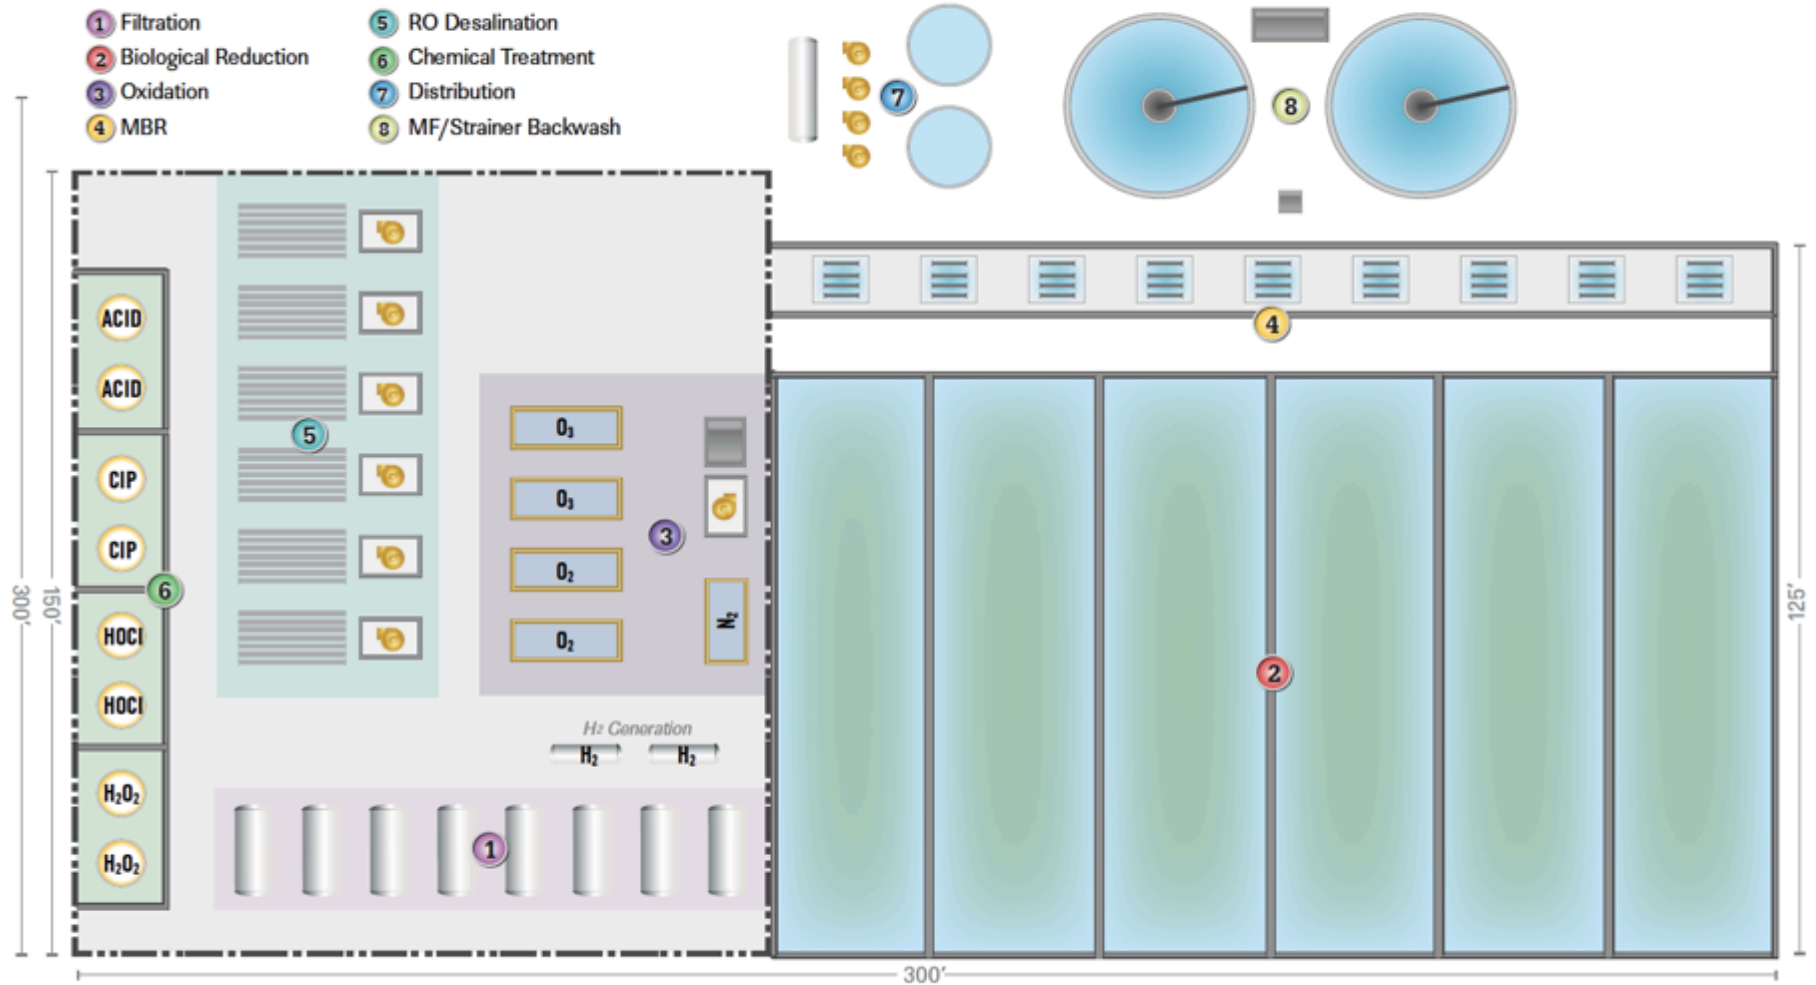 1 Filtration
2 Biological Reduction
3 Oxidation
4 MBR
5 RO Desalination
6 Chemical Treatment
7 Distribution
8 MF/Strainer Backwash
7
8
300'
150'
ACID
ACID
CIP
CIP
6
HOCl
HOCl
H₂O₂
H₂O₂
5
O₃
O₃
O₂
O₂
3
N₂
H₂ Generation
H₂
H₂
1
4
2
125'
300'